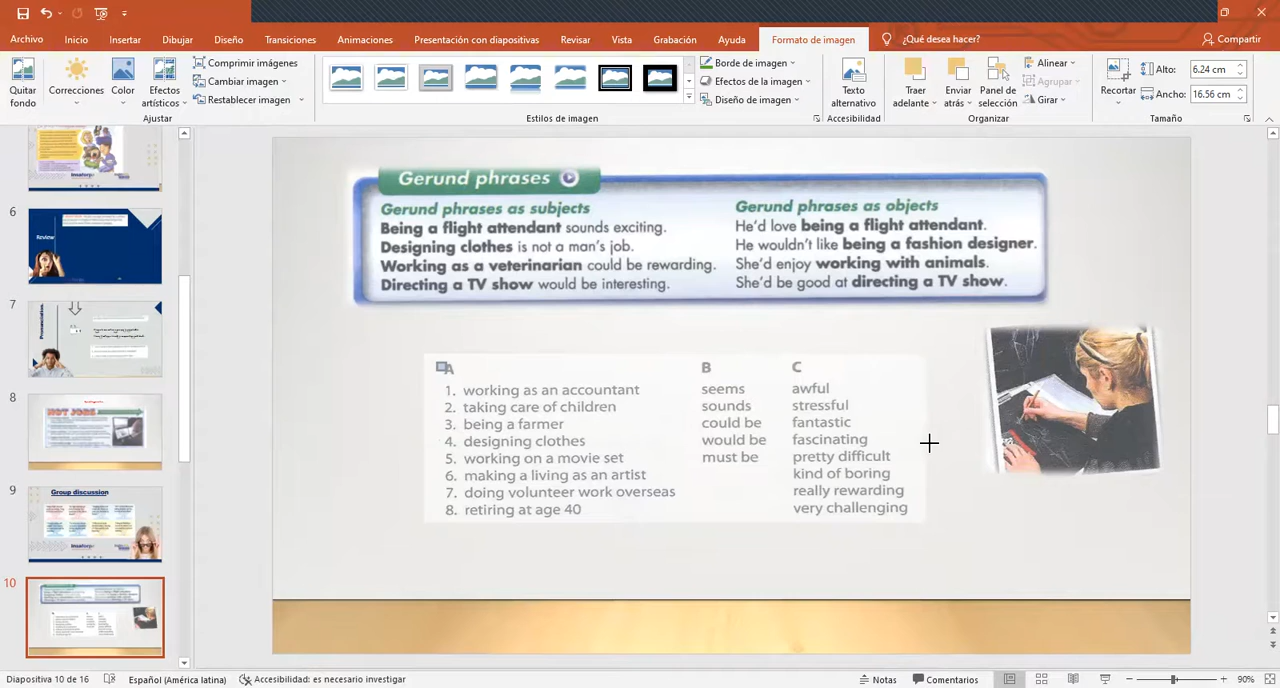 Archivo Inicio Insertar Dibujar Diseño Transiciones Animaciones Presentación con diapositivas Revisar Vista Grabación Ayuda Formato de imagen ¿Qué desea hacer? Compartir
Quitar fondo
Correcciones
Color
Efectos artísticos
Comprimir imágenes
Cambiar imagen
Restablecer imagen
Ajustar
Estilos de imagen
Borde de imagen
Efectos de la imagen
Diseño de imagen
Texto alternativo
Accesibilidad
Traer adelante
Enviar atrás
Panel de selección
Alinear
Agrupar
Girar
Organizar
Recortar
Alto: 6.24 cm
Ancho: 16.56 cm
Tamaño
6
Review
7
8
HOT JOBS
9
Group discussion
10
Gerund phrases
Gerund phrases as subjects
Being a flight attendant sounds exciting.
Designing clothes is not a man's job.
Working as a veterinarian could be rewarding.
Directing a TV show would be interesting.
Gerund phrases as objects
He'd love being a flight attendant.
He wouldn't like being a fashion designer.
She'd enjoy working with animals.
She'd be good at directing a TV show.
A B C
1. working as an accountant seems awful
2. taking care of children sounds stressful
3. being a farmer could be fantastic
4. designing clothes would be fascinating
5. working on a movie set must be pretty difficult
6. making a living as an artist kind of boring
7. doing volunteer work overseas really rewarding
8. retiring at age 40 very challenging
Diapositiva 10 de 16 Español (América latina) Accesibilidad: es necesario investigar Notas Comentarios 90%